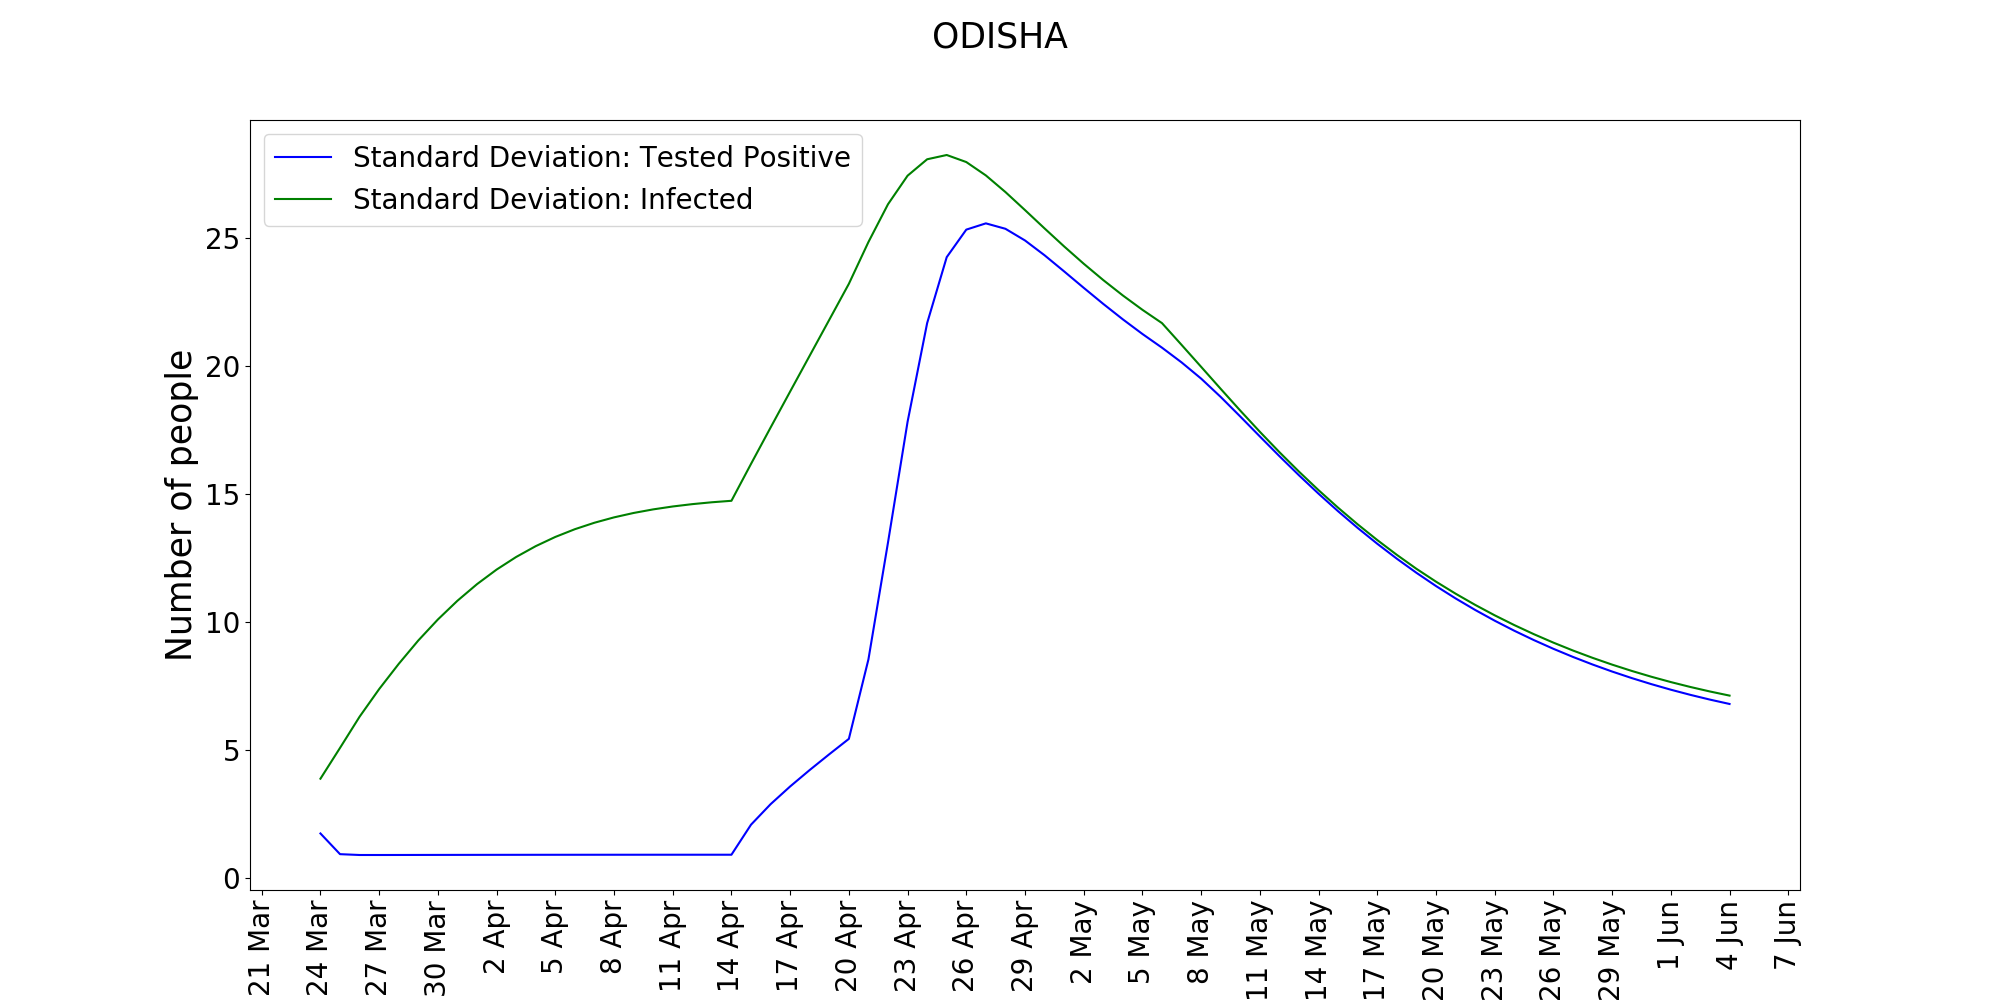 ODISHA
Standard Deviation: Tested Positive
Standard Deviation: Infected
Number of people
25
20
15
10
5
0
21 Mar
24 Mar
27 Mar
30 Mar
2 Apr
5 Apr
8 Apr
11 Apr
14 Apr
17 Apr
20 Apr
23 Apr
26 Apr
29 Apr
2 May
5 May
8 May
11 May
14 May
17 May
20 May
23 May
26 May
29 May
1 Jun
4 Jun
7 Jun